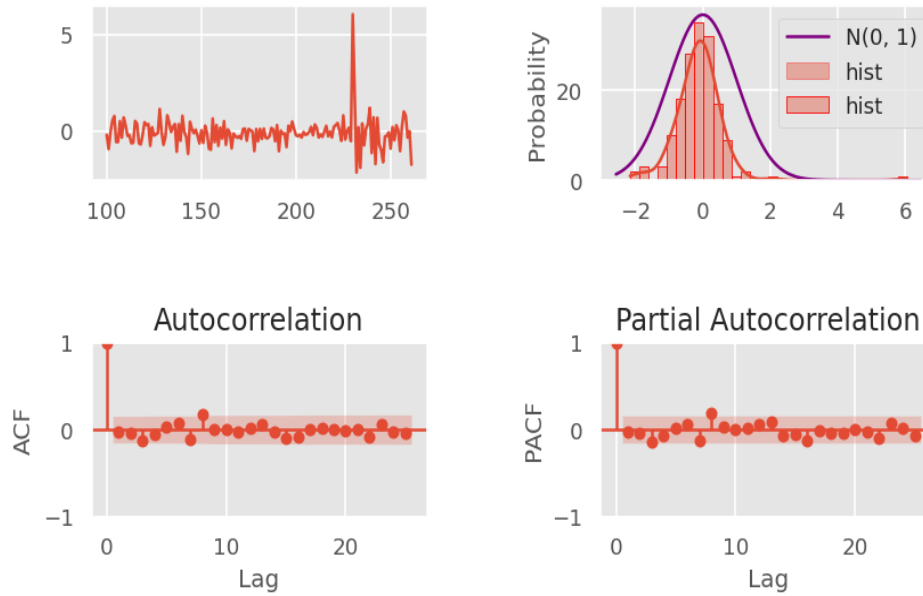 5
0
100 150 200 250
Probability
20
0
−2 0 2 4 6
N(0, 1)
hist
hist
Autocorrelation
ACF
1
0
−1
0 10 20
Lag
Partial Autocorrelation
PACF
1
0
−1
0 10 20
Lag